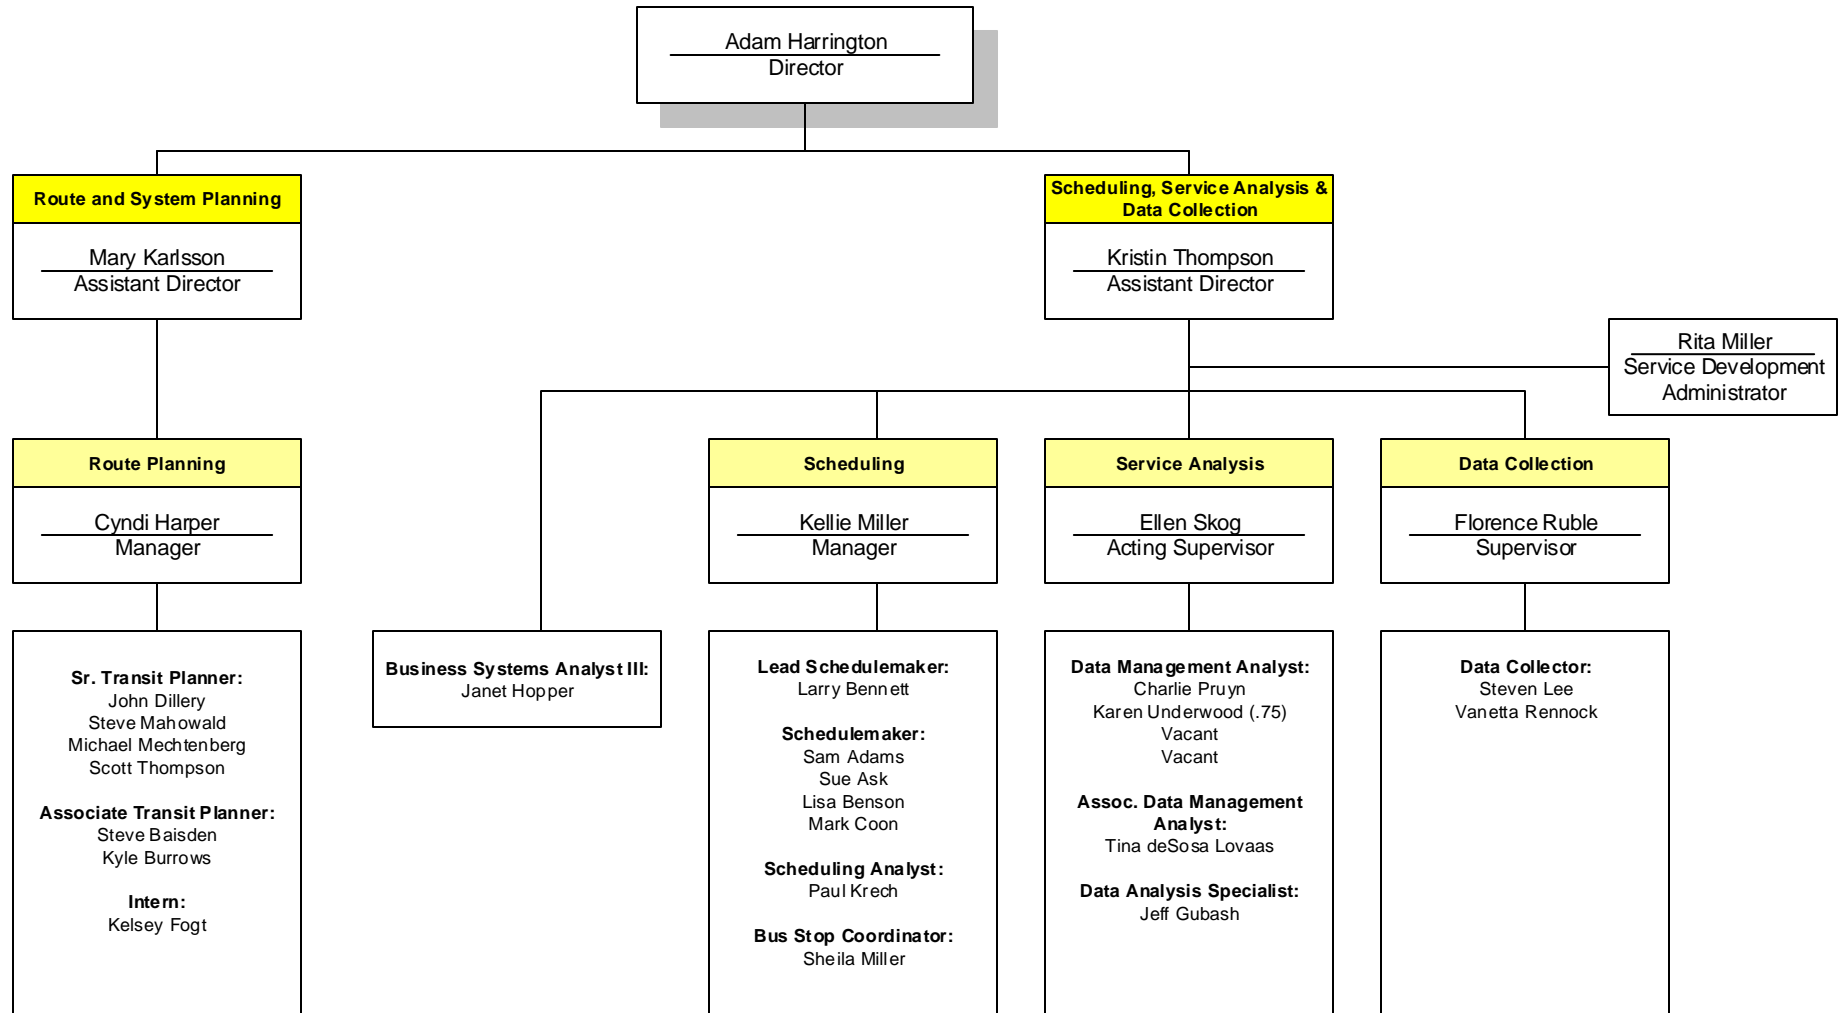 Adam Harrington
Director
Route and System Planning
Mary Karlsson
Assistant Director
Scheduling, Service Analysis &
Data Collection
Kristin Thompson
Assistant Director
Rita Miller
Service Development
Administrator
Route Planning
Cyndi Harper
Manager
Scheduling
Kellie Miller
Manager
Service Analysis
Ellen Skog
Acting Supervisor
Data Collection
Florence Ruble
Supervisor
Sr. Transit Planner:
John Dillery
Steve Mahowald
Michael Mechtenberg
Scott Thompson
Associate Transit Planner:
Steve Baisden
Kyle Burrows
Intern:
Kelsey Fogt
Business Systems Analyst III:
Janet Hopper
Lead Schedulemaker:
Larry Bennett
Schedulemaker:
Sam Adams
Sue Ask
Lisa Benson
Mark Coon
Scheduling Analyst:
Paul Krech
Bus Stop Coordinator:
Sheila Miller
Data Management Analyst:
Charlie Pruyn
Karen Underwood (.75)
Vacant
Vacant
Assoc. Data Management
Analyst:
Tina deSosa Lovaas
Data Analysis Specialist:
Jeff Gubash
Data Collector:
Steven Lee
Vanetta Rennock